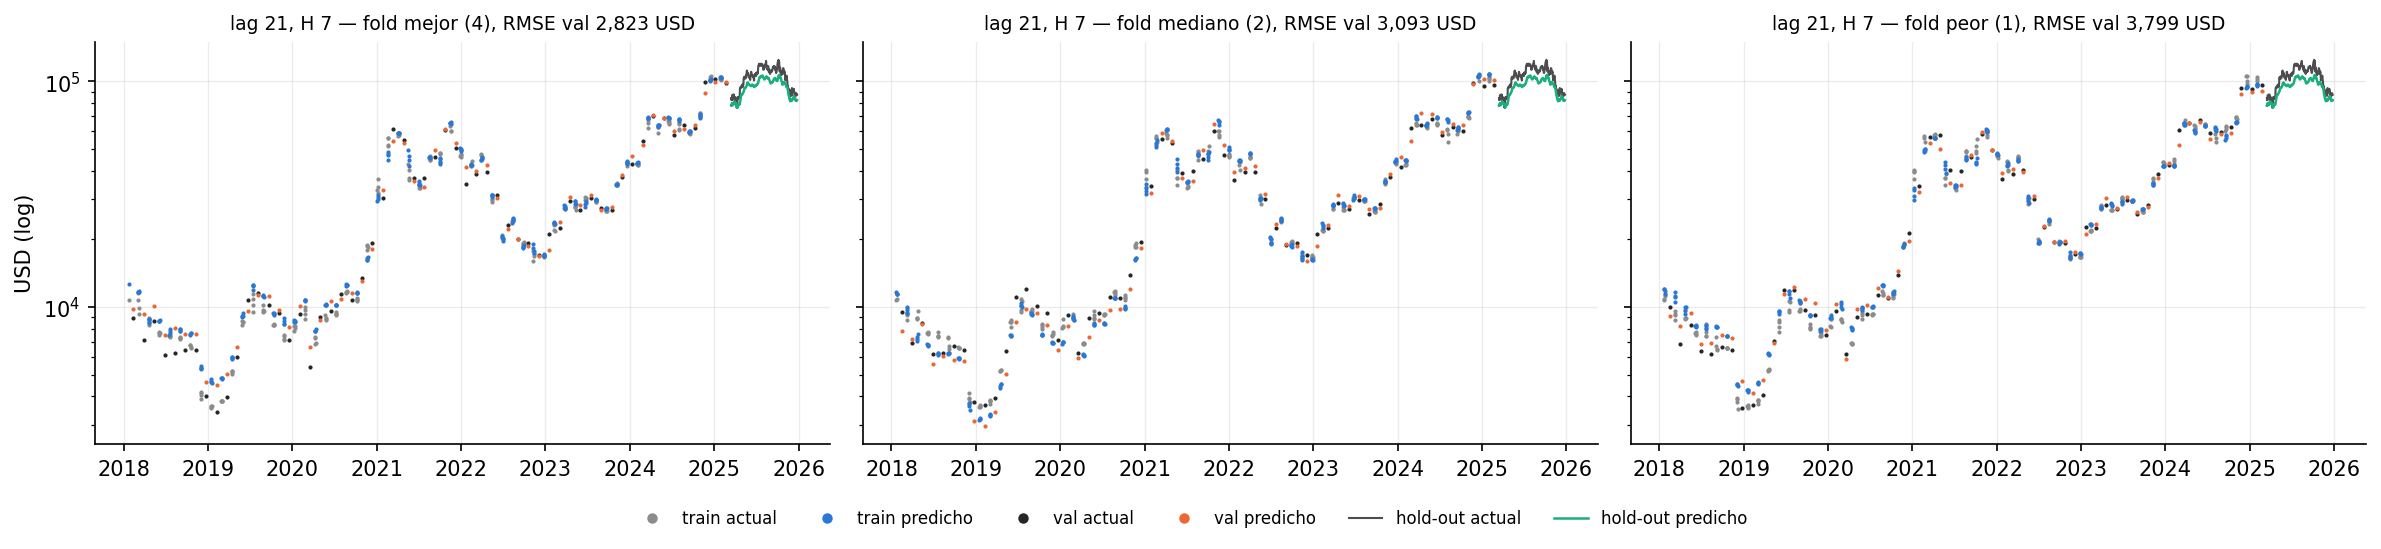 lag 21, H 7 — fold mejor (4), RMSE val 2,823 USD
lag 21, H 7 — fold mediano (2), RMSE val 3,093 USD
lag 21, H 7 — fold peor (1), RMSE val 3,799 USD
USD (log)
10⁵
10⁴
2018 2019 2020 2021 2022 2023 2024 2025 2026
2018 2019 2020 2021 2022 2023 2024 2025 2026
2018 2019 2020 2021 2022 2023 2024 2025 2026
train actual train predicho val actual val predicho hold-out actual hold-out predicho